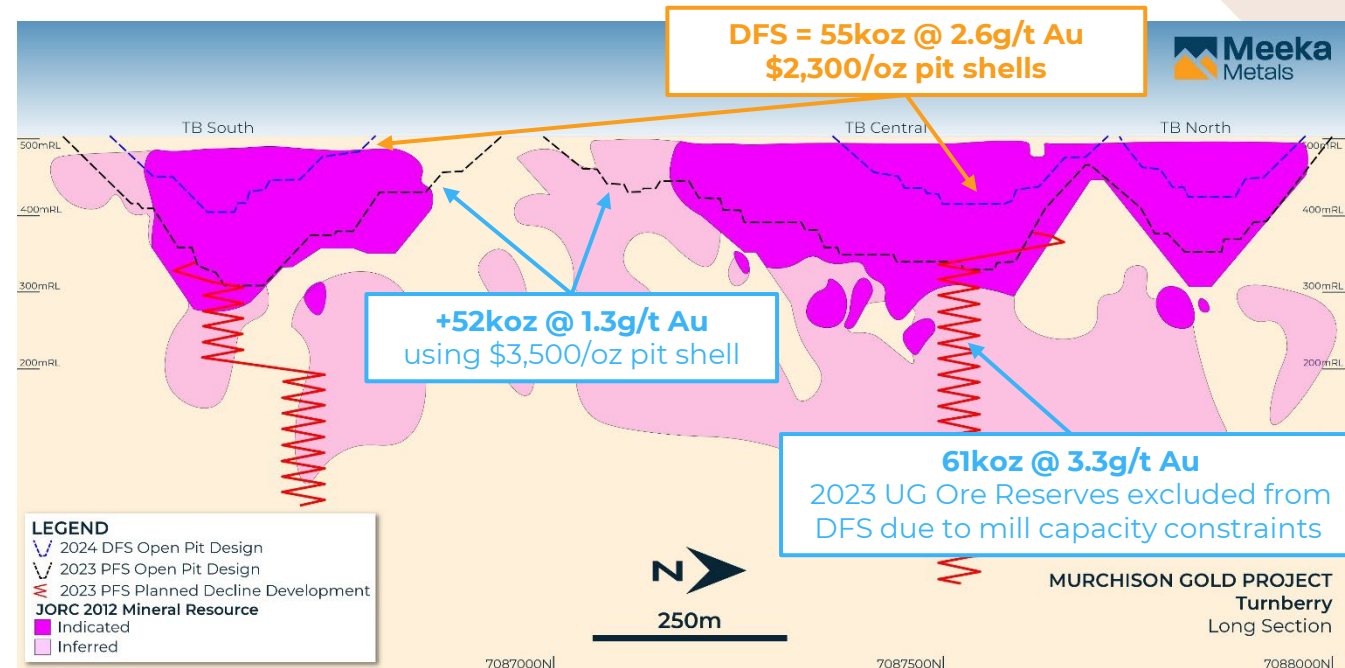 DFS = 55koz @ 2.6g/t Au
$2,300/oz pit shells
Meeka
Metals
TB South
TB Central
TB North
500mRL
500mRL
400mRL
400mRL
300mRL
300mRL
200mRL
200mRL
+52koz @ 1.3g/t Au
using $3,500/oz pit shell
61koz @ 3.3g/t Au
2023 UG Ore Reserves excluded from
DFS due to mill capacity constraints
LEGEND
2024 DFS Open Pit Design
2023 PFS Open Pit Design
2023 PFS Planned Decline Development
JORC 2012 Mineral Resource
Indicated
Inferred
N
250m
MURCHISON GOLD PROJECT
Turnberry
Long Section
7087000N
7087500N
7088000N